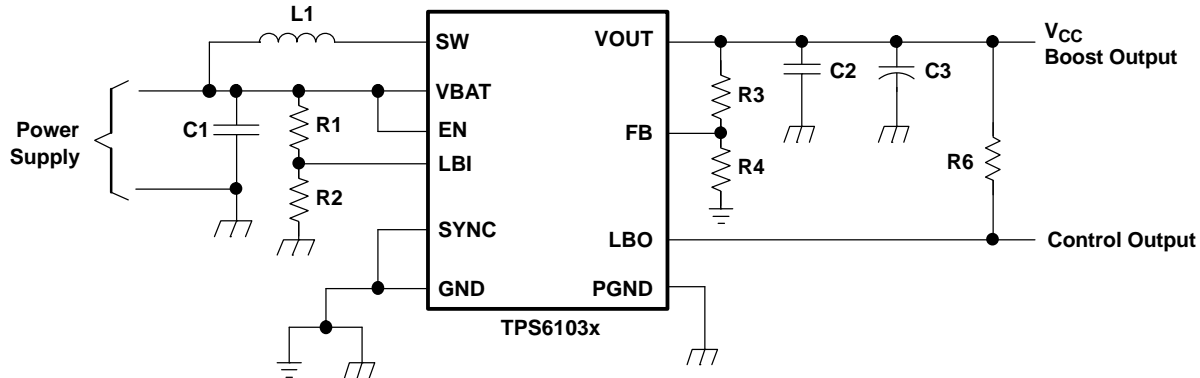 L1
SW
VOUT
VCC
Boost Output
C2
C3
R3
Power
Supply
C1
R1
VBAT
EN
FB
LBI
R2
R4
R6
SYNC
LBO
Control Output
GND
PGND
TPS6103x